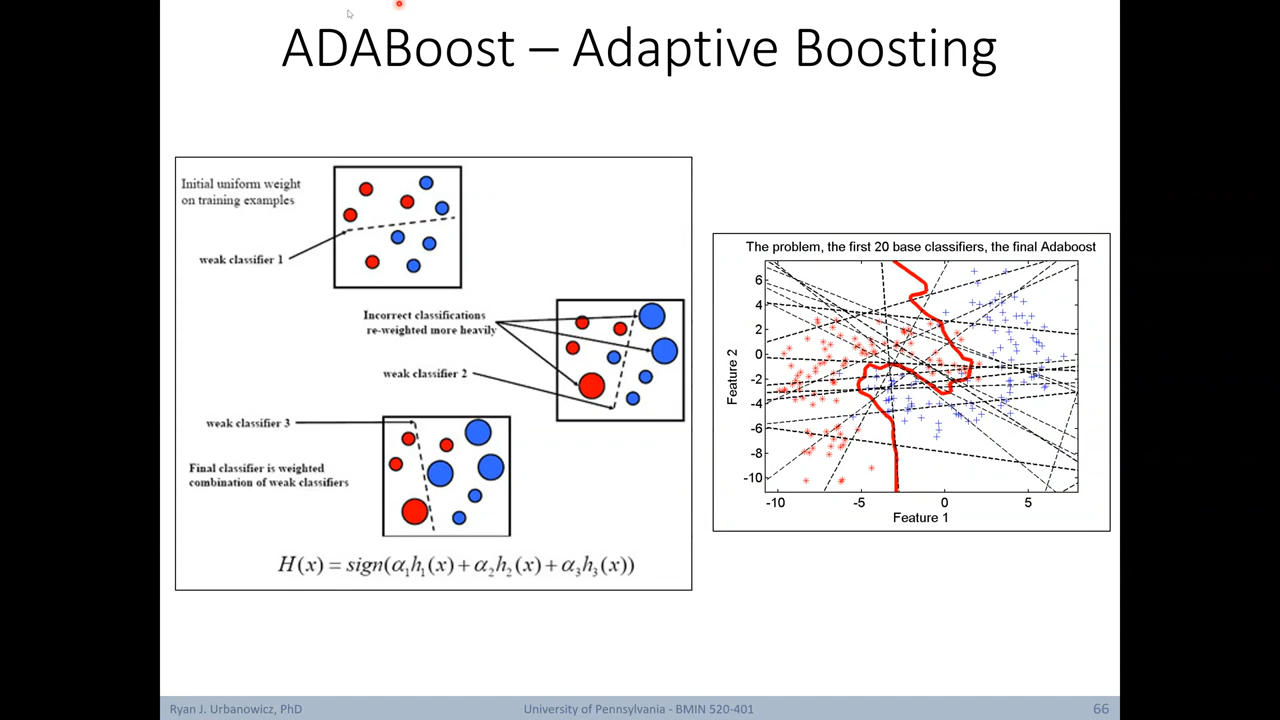 ADABoost – Adaptive Boosting
Initial uniform weight
on training examples
weak classifier 1
Incorrect classifications
re-weighted more heavily
weak classifier 2
weak classifier 3
Final classifier is weighted
combination of weak classifiers
H(x) = sign(α₁h₁(x) + α₂h₂(x) + α₃h₃(x))
The problem, the first 20 base classifiers, the final Adaboost
6
4
2
0
-2
-4
-6
-8
-10
Feature 2
-10 -5 0 5
Feature 1
Ryan J. Urbanowicz, PhD
University of Pennsylvania - BMIN 520-401
66